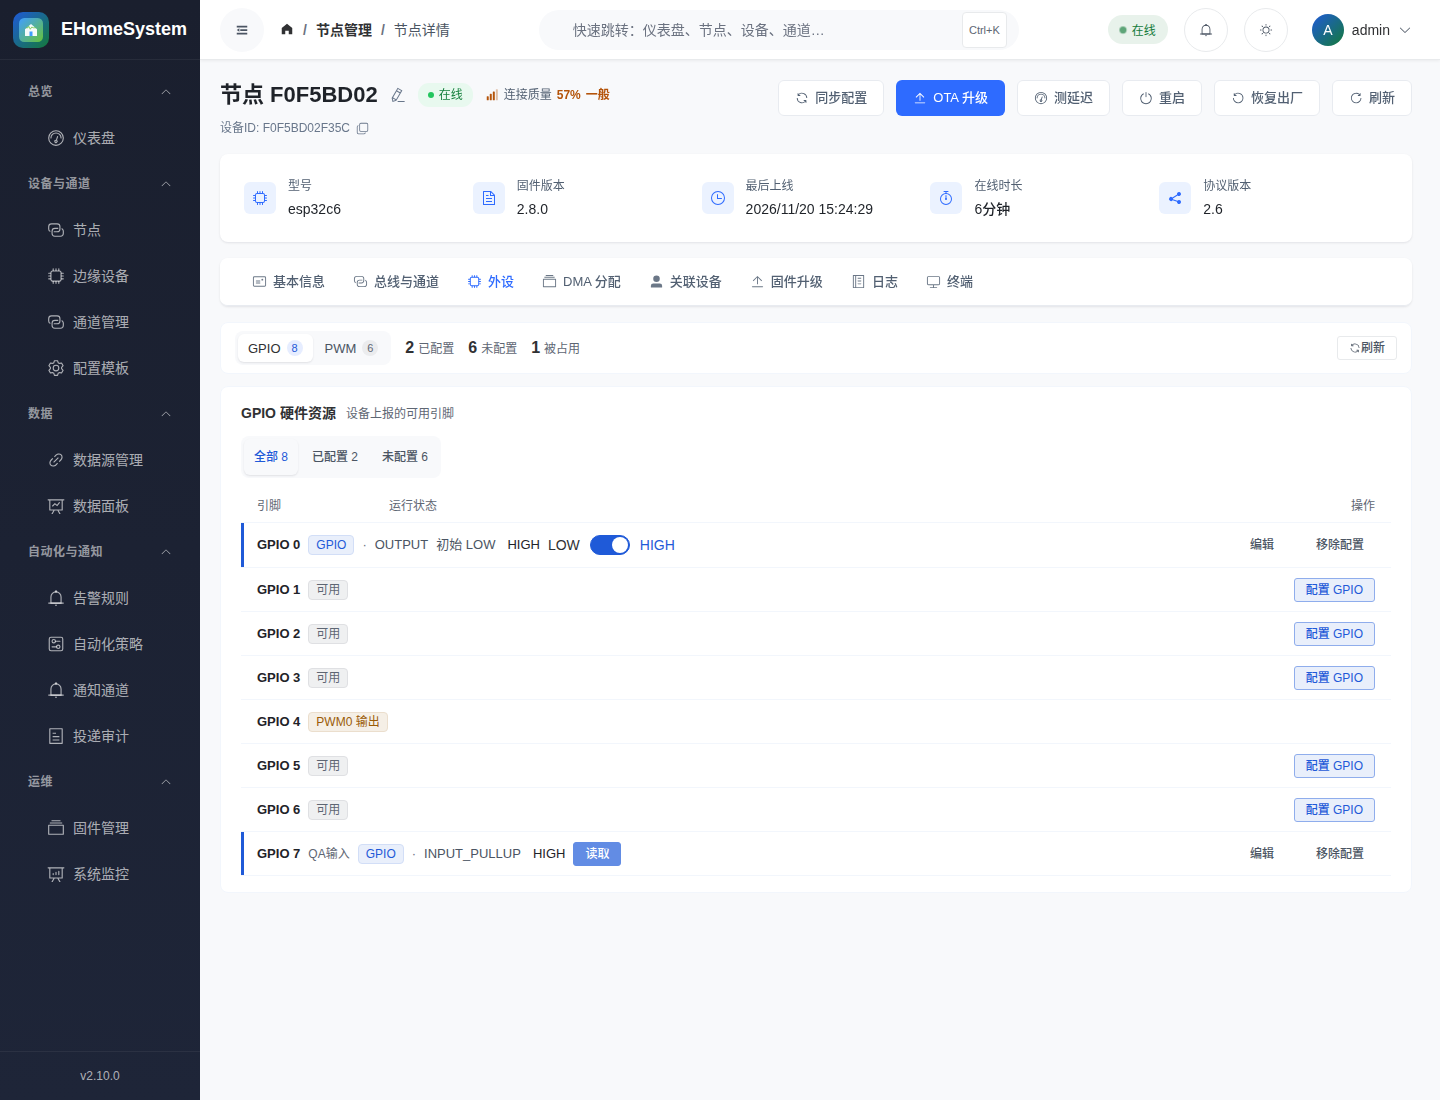 EHomeSystem
总览
仪表盘
设备与通道
节点
边缘设备
通道管理
配置模板
数据
数据源管理
数据面板
自动化与通知
告警规则
自动化策略
通知通道
投递审计
运维
固件管理
系统监控
v2.10.0
/ 节点管理 / 节点详情
快速跳转：仪表盘、节点、设备、通道…
Ctrl+K
在线
A admin
节点 F0F5BD02 在线 连接质量 57% 一般
设备ID: F0F5BD02F35C
同步配置 OTA 升级 测延迟 重启 恢复出厂 刷新
型号
esp32c6
固件版本
2.8.0
最后上线
2026/11/20 15:24:29
在线时长
6分钟
协议版本
2.6
基本信息 总线与通道 外设 DMA 分配 关联设备 固件升级 日志 终端
GPIO 8 PWM 6 2 已配置 6 未配置 1 被占用 刷新
GPIO 硬件资源 设备上报的可用引脚
全部 8 已配置 2 未配置 6
引脚 运行状态 操作
GPIO 0 GPIO · OUTPUT 初始 LOW HIGH LOW HIGH 编辑 移除配置
GPIO 1 可用 配置 GPIO
GPIO 2 可用 配置 GPIO
GPIO 3 可用 配置 GPIO
GPIO 4 PWM0 输出
GPIO 5 可用 配置 GPIO
GPIO 6 可用 配置 GPIO
GPIO 7 QA输入 GPIO · INPUT_PULLUP HIGH 读取 编辑 移除配置